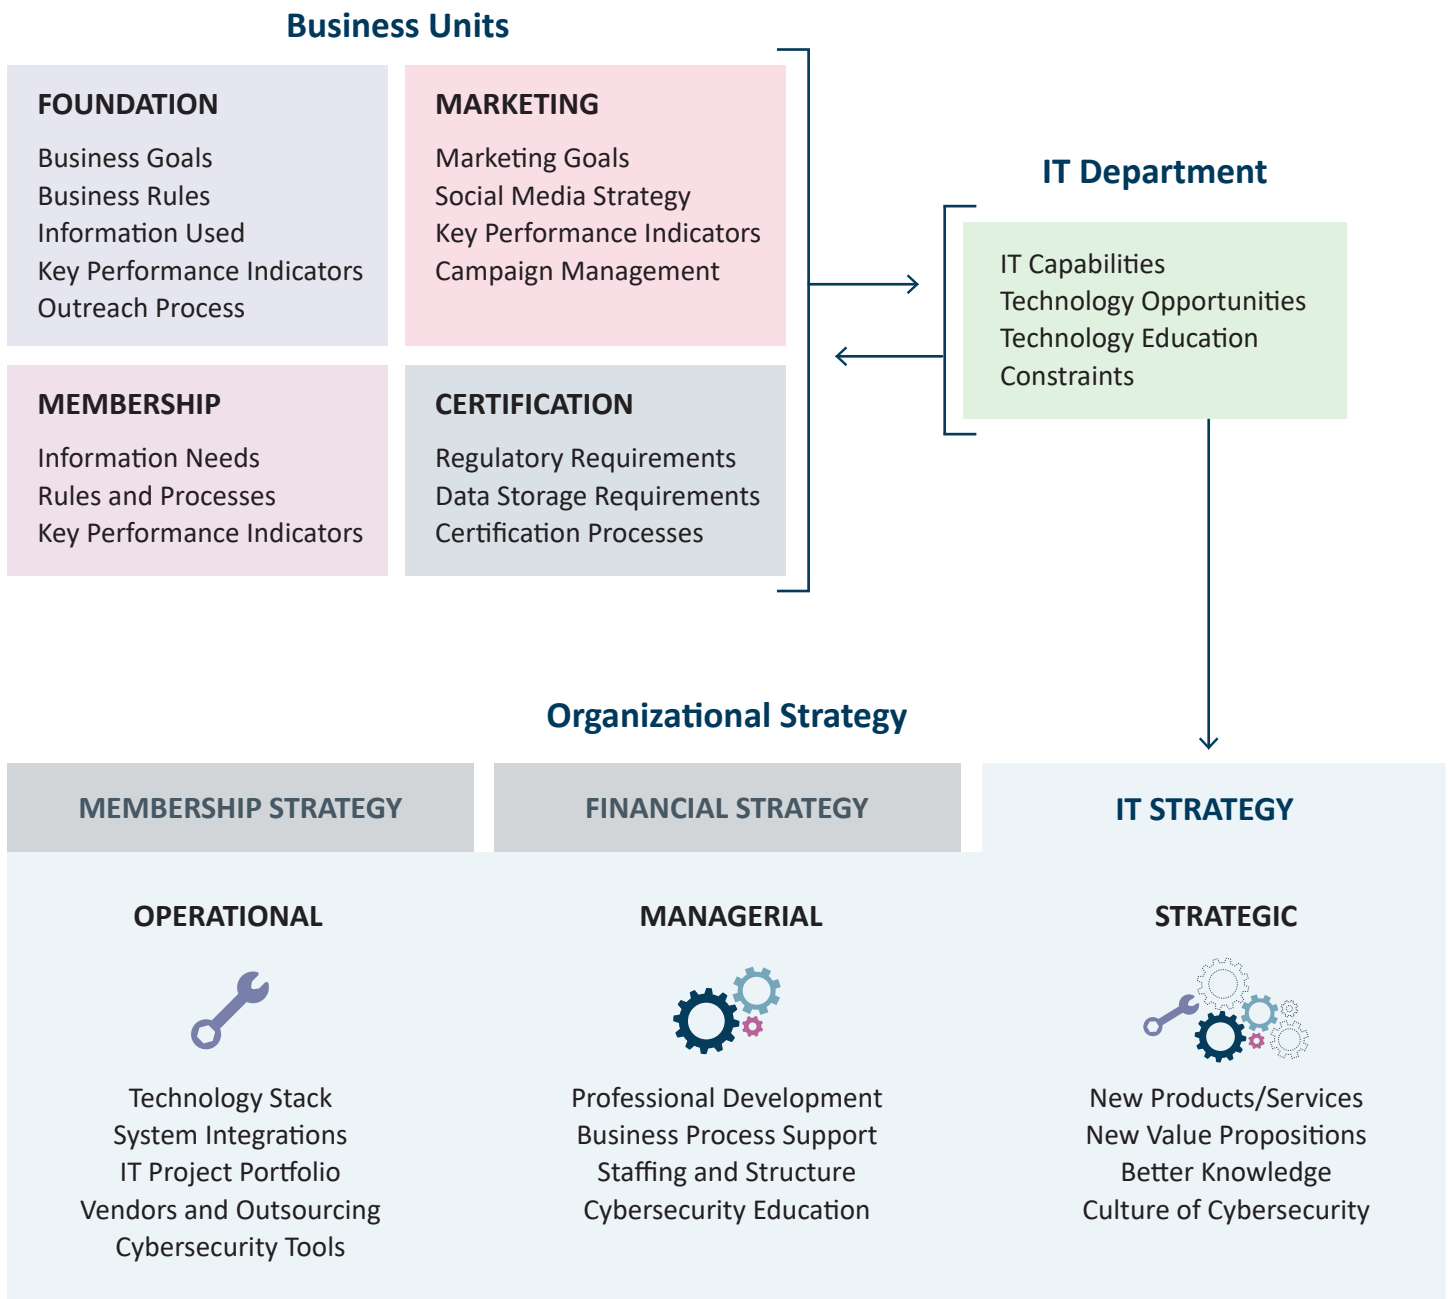 Business Units
FOUNDATION
Business Goals
Business Rules
Information Used
Key Performance Indicators
Outreach Process
MARKETING
Marketing Goals
Social Media Strategy
Key Performance Indicators
Campaign Management
MEMBERSHIP
Information Needs
Rules and Processes
Key Performance Indicators
CERTIFICATION
Regulatory Requirements
Data Storage Requirements
Certification Processes
IT Department
IT Capabilities
Technology Opportunities
Technology Education
Constraints
Organizational Strategy
MEMBERSHIP STRATEGY
FINANCIAL STRATEGY
IT STRATEGY
OPERATIONAL
Technology Stack
System Integrations
IT Project Portfolio
Vendors and Outsourcing
Cybersecurity Tools
MANAGERIAL
Professional Development
Business Process Support
Staffing and Structure
Cybersecurity Education
STRATEGIC
New Products/Services
New Value Propositions
Better Knowledge
Culture of Cybersecurity